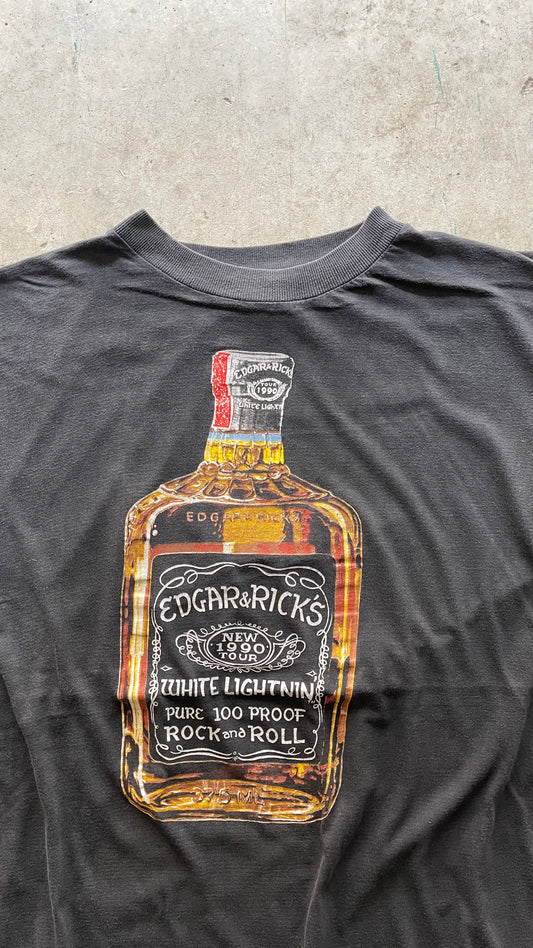 EDGAR&RICK'S
TOUR
1990
WHITE LIGHTN
EDGAR&RICK'S
EDGAR&RICK'S
NEW
1990
TOUR
WHITE LIGHTNIN'
PURE 100 PROOF
ROCK and ROLL
375 ML